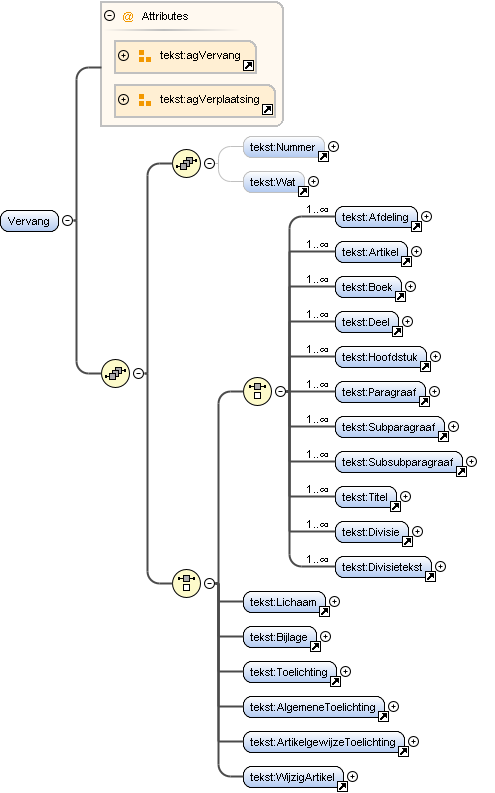 @ Attributes
tekst:agVervang
tekst:agVerplaatsing
tekst:Nummer
tekst:Wat
Vervang
1..∞
tekst:Afdeling
1..∞
tekst:Artikel
1..∞
tekst:Boek
1..∞
tekst:Deel
1..∞
tekst:Hoofdstuk
1..∞
tekst:Paragraaf
1..∞
tekst:Subparagraaf
1..∞
tekst:Subsubparagraaf
1..∞
tekst:Titel
1..∞
tekst:Divisie
1..∞
tekst:Divisietekst
tekst:Lichaam
tekst:Bijlage
tekst:Toelichting
tekst:AlgemeneToelichting
tekst:ArtikelgewijzeToelichting
tekst:WijzigArtikel